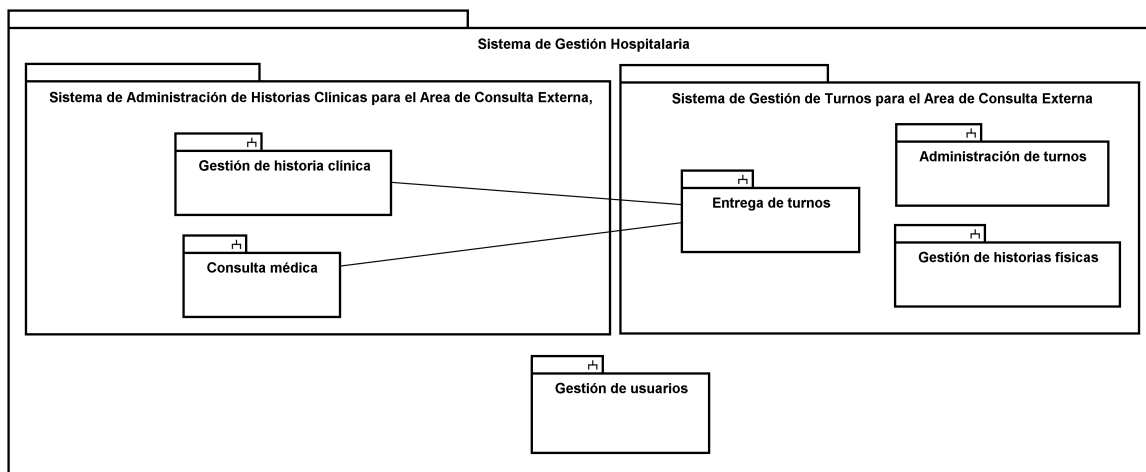 Sistema de Gestión Hospitalaria
Sistema de Administración de Historias Clínicas para el Area de Consulta Externa,
Gestión de historia clínica
Consulta médica
Sistema de Gestión de Turnos para el Area de Consulta Externa
Administración de turnos
Entrega de turnos
Gestión de historias físicas
Gestión de usuarios